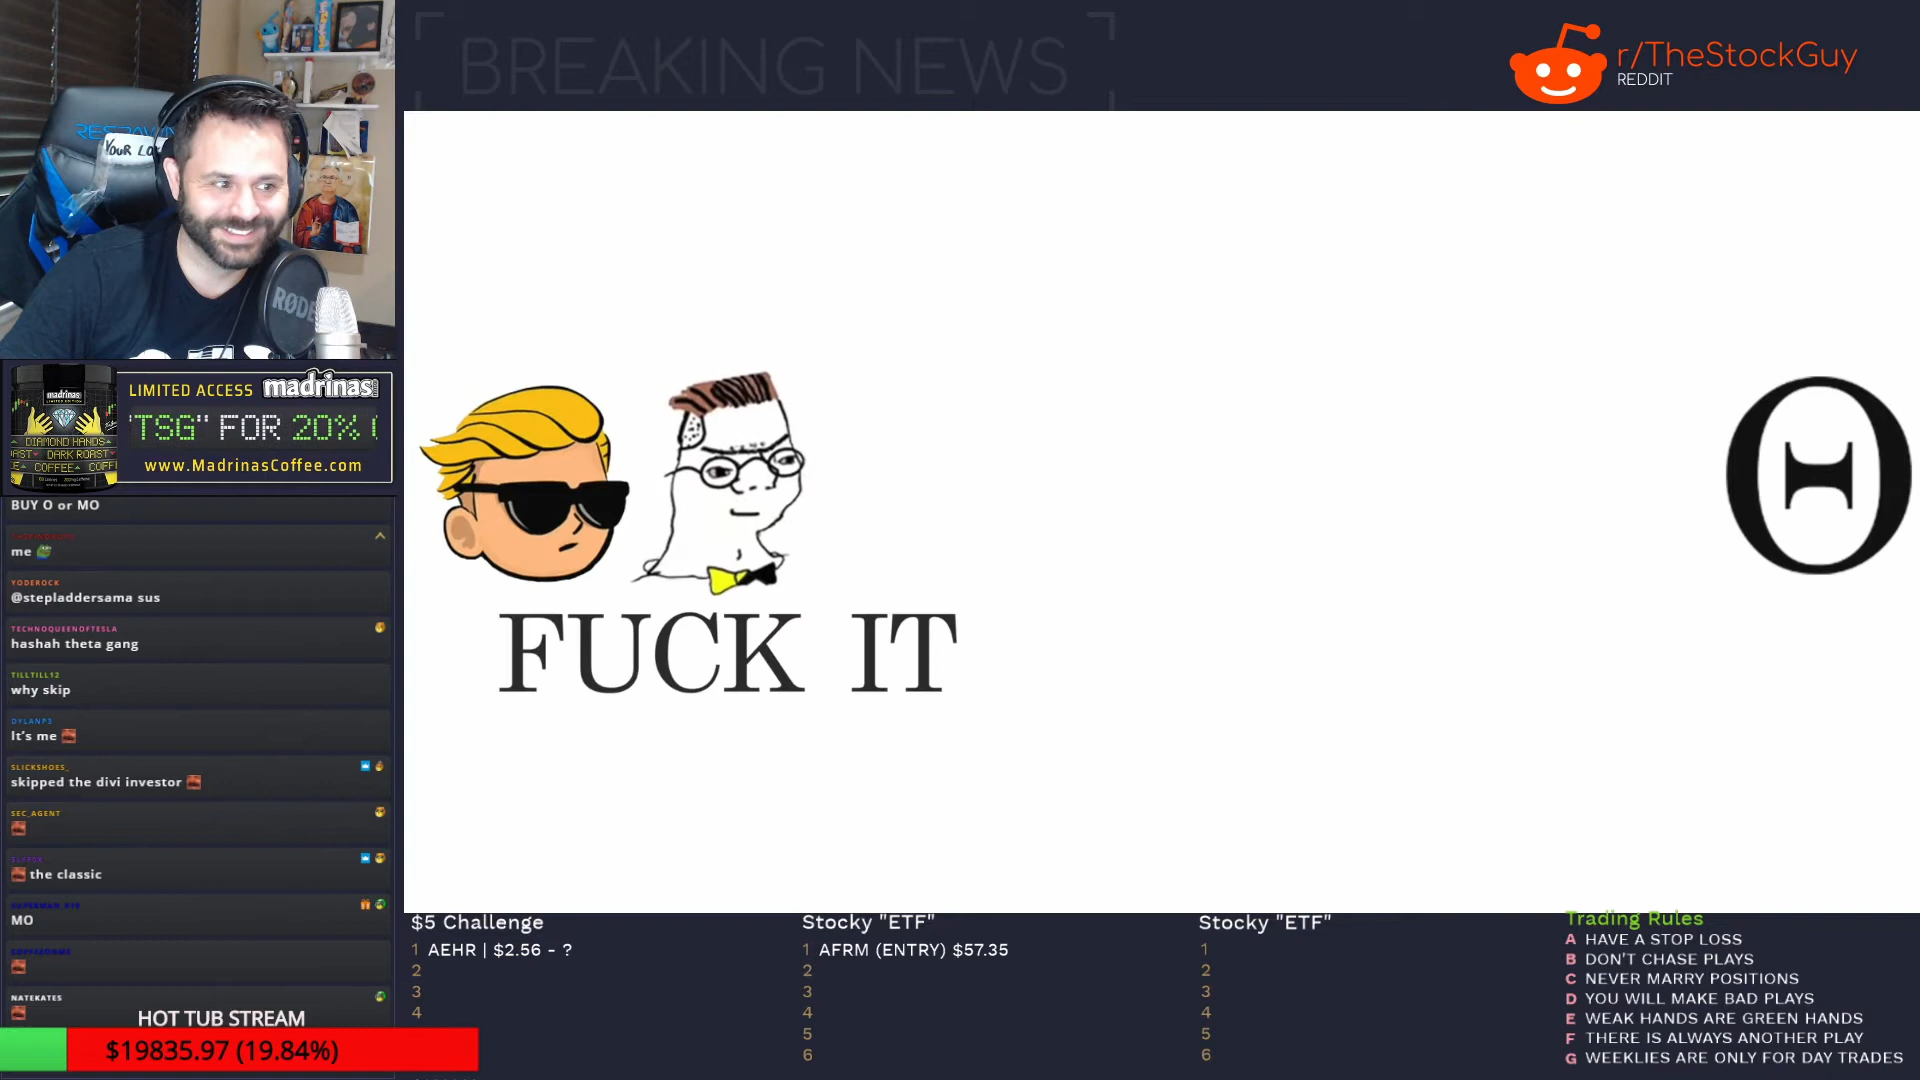 BREAKING NEWS
r/TheStockGuy
REDDIT
YOUR
RØDE
LIMITED ACCESS madrinas
"TSG" FOR 20%
www.MadrinasCoffee.com
madrinas
DIAMOND HANDS
DARK ROAST
COFFEE
BUY O or MO
me
YODEROCK
@stepladdersama sus
TECHNOQUEENOFTESLA
hashah theta gang
TILLTILL12
why skip
DYLANP3
It's me
SLICKSHOES_
skipped the divi investor
SEC_AGENT
the classic
MO
NATEKATES
HOT TUB STREAM
$19835.97 (19.84%)
FUCK IT
Θ
$5 Challenge
1 AEHR | $2.56 - ?
2
3
4
Stocky "ETF"
1 AFRM (ENTRY) $57.35
2
3
4
5
6
Stocky "ETF"
1
2
3
4
5
6
Trading Rules
A HAVE A STOP LOSS
B DON'T CHASE PLAYS
C NEVER MARRY POSITIONS
D YOU WILL MAKE BAD PLAYS
E WEAK HANDS ARE GREEN HANDS
F THERE IS ALWAYS ANOTHER PLAY
G WEEKLIES ARE ONLY FOR DAY TRADES